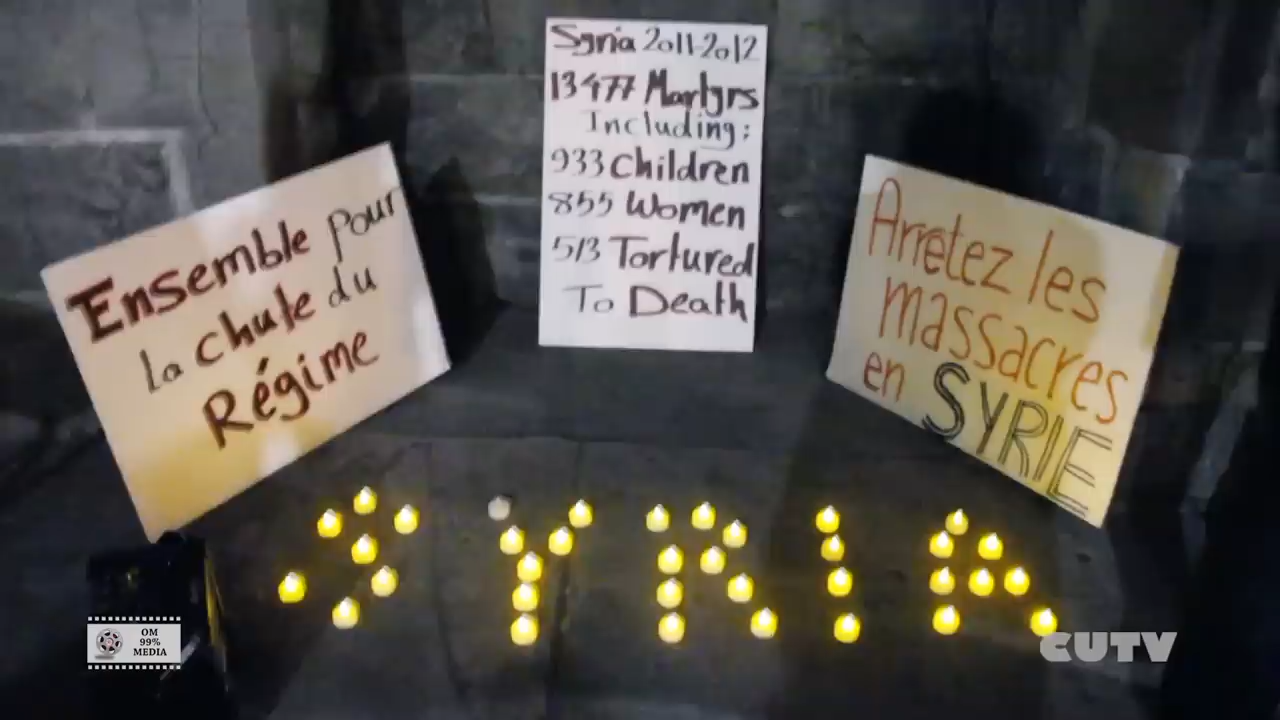 Syria 2011-2012
13477 Martyrs
Including:
933 Children
855 Women
513 Tortured
To Death
Ensemble pour
la chute du
Régime
Arrêtez les
massacres
en SYRIE
SYRIA
OM
99%
MEDIA
CUTV